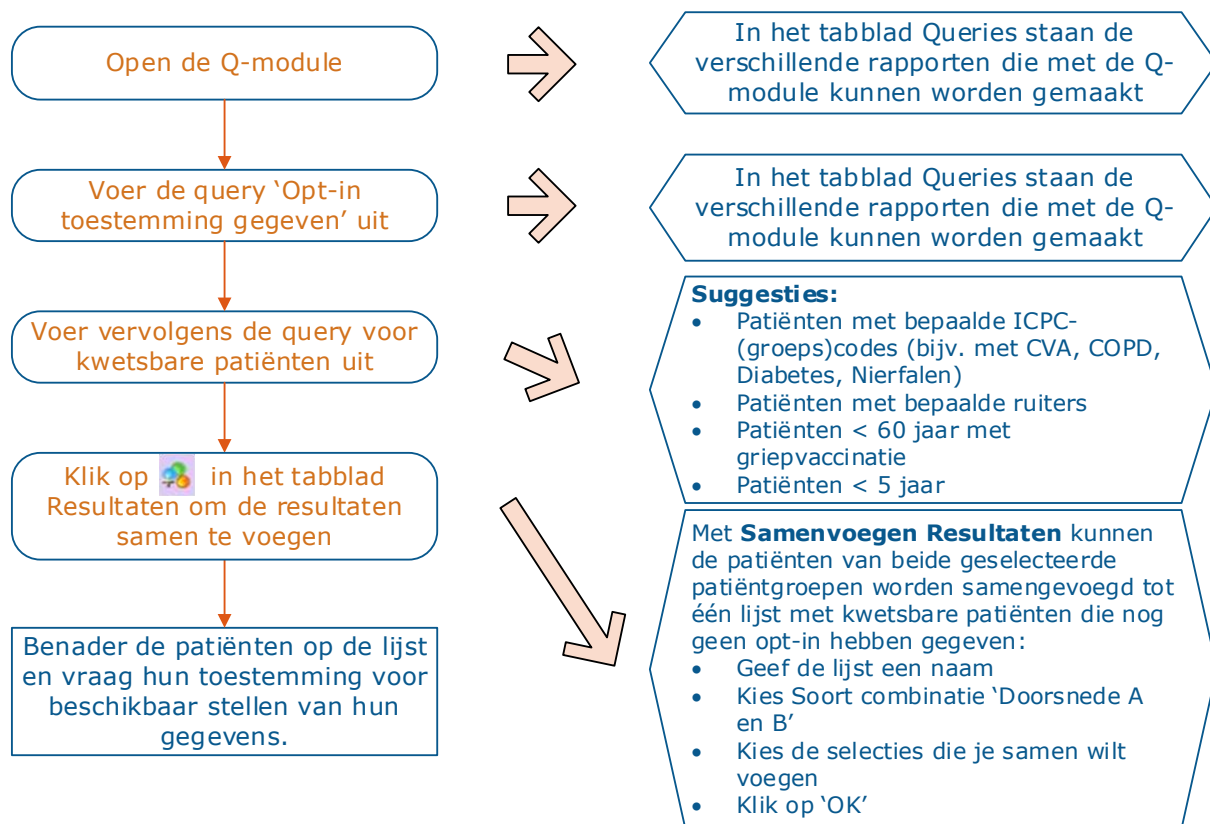 Open de Q-module
In het tabblad Queries staan de
verschillende rapporten die met de Q-
module kunnen worden gemaakt
Voer de query ‘Opt-in
toestemming gegeven’ uit
In het tabblad Queries staan de
verschillende rapporten die met de Q-
module kunnen worden gemaakt
Voer vervolgens de query voor
kwetsbare patiënten uit
Suggesties:
• Patiënten met bepaalde ICPC-
(groeps)codes (bijv. met CVA, COPD,
Diabetes, Nierfalen)
• Patiënten met bepaalde ruiters
• Patiënten < 60 jaar met
griepvaccinatie
• Patiënten < 5 jaar
Klik op in het tabblad
Resultaten om de resultaten
samen te voegen
Met Samenvoegen Resultaten kunnen
de patiënten van beide geselecteerde
patiëntgroepen worden samengevoegd tot
één lijst met kwetsbare patiënten die nog
geen opt-in hebben gegeven:
• Geef de lijst een naam
• Kies Soort combinatie ‘Doorsnede A
en B’
• Kies de selecties die je samen wilt
voegen
• Klik op ‘OK’
Benader de patiënten op de lijst
en vraag hun toestemming voor
beschikbaar stellen van hun
gegevens.